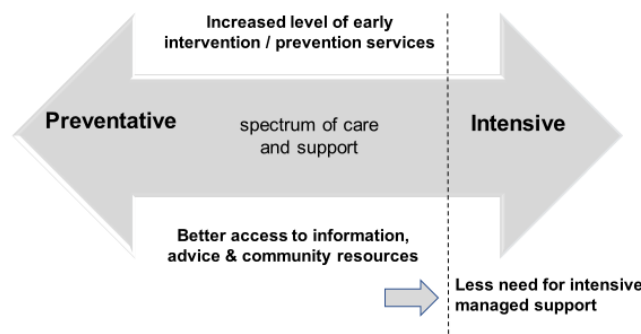 Increased level of early
intervention / prevention services
Preventative
spectrum of care
and support
Intensive
Better access to information,
advice & community resources
Less need for intensive
managed support